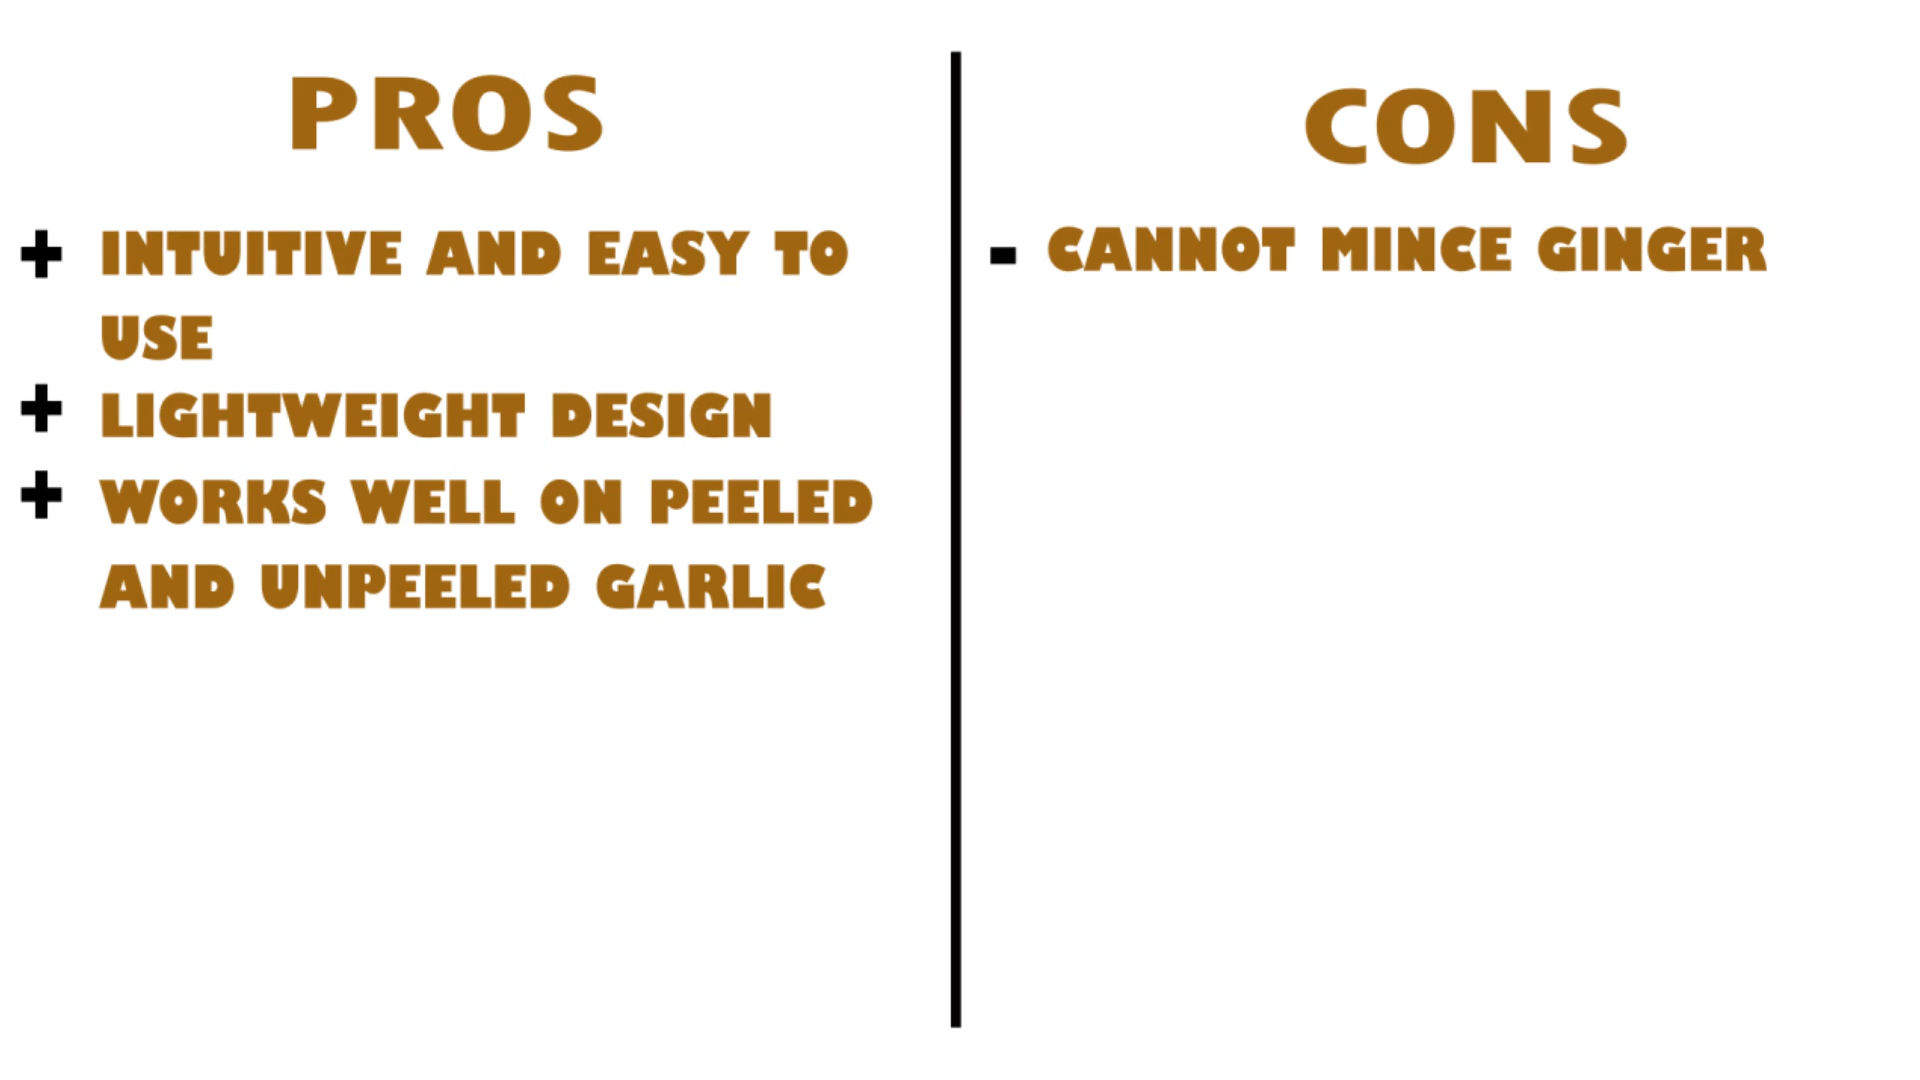 PROS
+ INTUITIVE AND EASY TO
USE
+ LIGHTWEIGHT DESIGN
+ WORKS WELL ON PEELED
AND UNPEELED GARLIC
CONS
- CANNOT MINCE GINGER